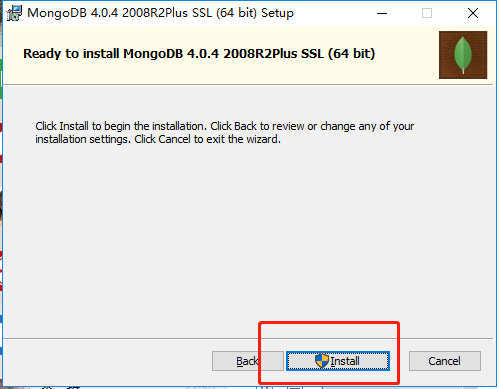 MongoDB 4.0.4 2008R2Plus SSL (64 bit) Setup
Ready to install MongoDB 4.0.4 2008R2Plus SSL (64 bit)
Click Install to begin the installation. Click Back to review or change any of your
installation settings. Click Cancel to exit the wizard.
Back Install Cancel